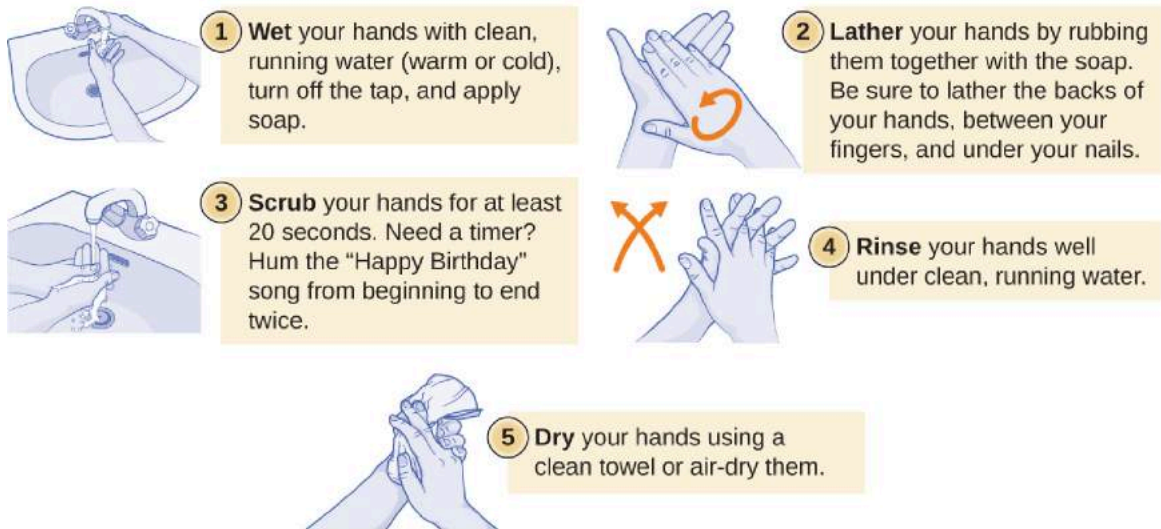 1 Wet your hands with clean,
running water (warm or cold),
turn off the tap, and apply
soap.
2 Lather your hands by rubbing
them together with the soap.
Be sure to lather the backs of
your hands, between your
fingers, and under your nails.
3 Scrub your hands for at least
20 seconds. Need a timer?
Hum the “Happy Birthday”
song from beginning to end
twice.
4 Rinse your hands well
under clean, running water.
5 Dry your hands using a
clean towel or air-dry them.